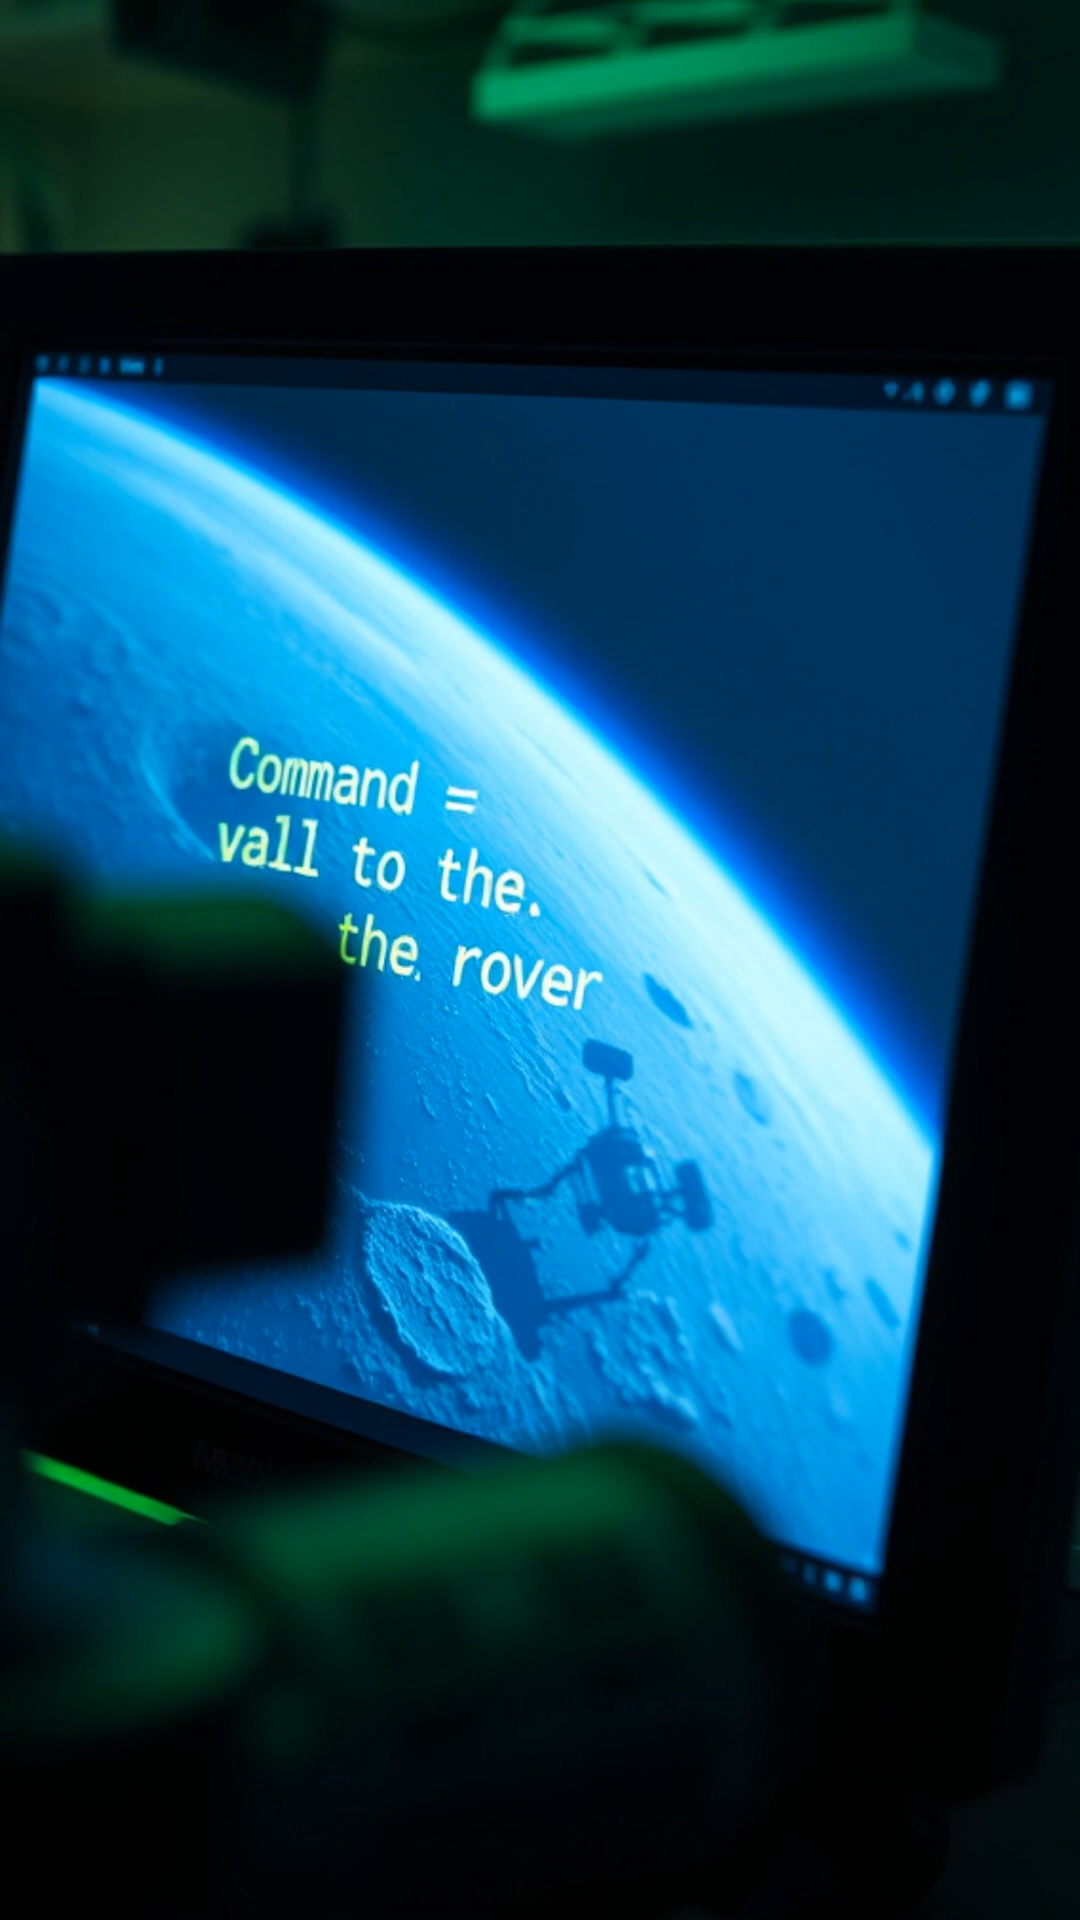 Command =
vall to the.
the. rover